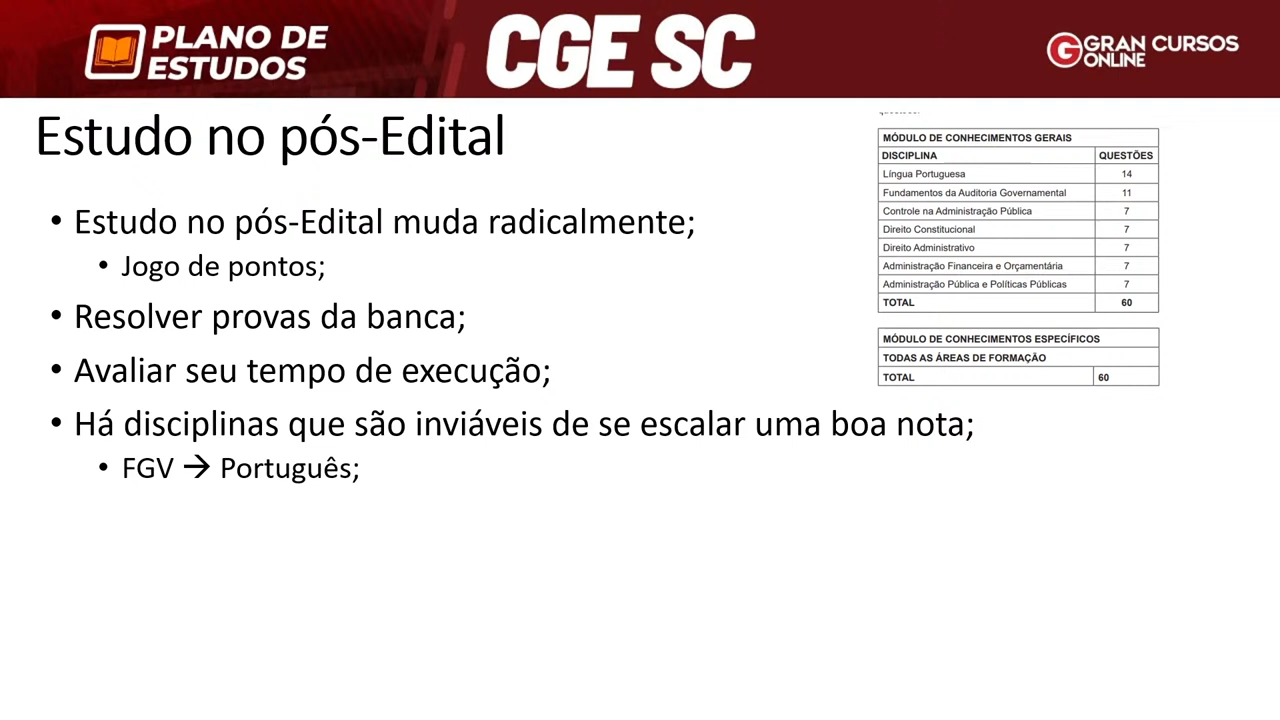 PLANO DE
ESTUDOS
CGE SC
GRAN CURSOS
ONLINE
Estudo no pós-Edital
• Estudo no pós-Edital muda radicalmente;
• Jogo de pontos;
• Resolver provas da banca;
• Avaliar seu tempo de execução;
• Há disciplinas que são inviáveis de se escalar uma boa nota;
• FGV → Português;
MÓDULO DE CONHECIMENTOS GERAIS
DISCIPLINA QUESTÕES
Língua Portuguesa 14
Fundamentos da Auditoria Governamental 11
Controle na Administração Pública 7
Direito Constitucional 7
Direito Administrativo 7
Administração Financeira e Orçamentária 7
Administração Pública e Políticas Públicas 7
TOTAL 60
MÓDULO DE CONHECIMENTOS ESPECÍFICOS
TODAS AS ÁREAS DE FORMAÇÃO
TOTAL 60